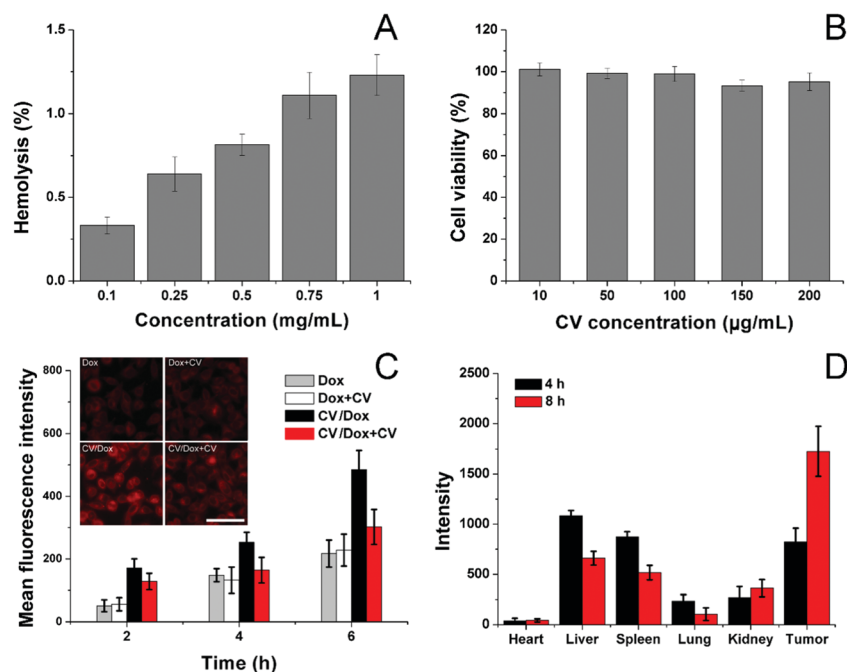 A
1.5
1.0
0.5
0.0
Hemolysis (%)
0.1 0.25 0.5 0.75 1
Concentration (mg/mL)
B
120
100
80
60
40
20
0
Cell viability (%)
10 50 100 150 200
CV concentration (µg/mL)
C
800
600
400
200
0
Mean fluorescence intensity
Dox Dox+CV
CV/Dox CV/Dox+CV
Dox
Dox+CV
CV/Dox
CV/Dox+CV
2 4 6
Time (h)
D
4 h
8 h
2500
2000
1500
1000
500
0
Intensity
Heart Liver Spleen Lung Kidney Tumor